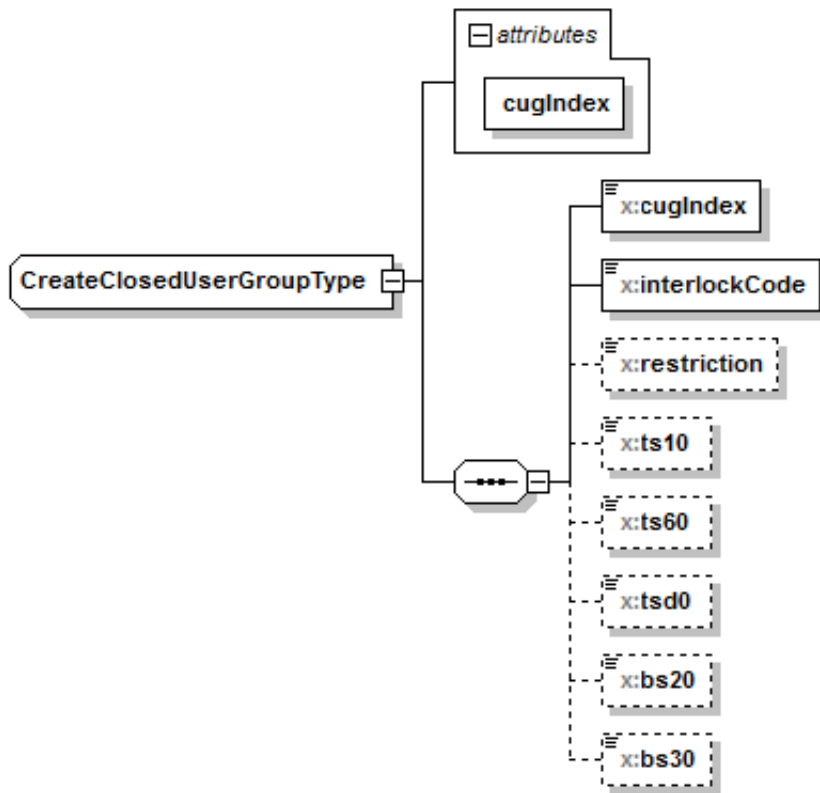 attributes
cugIndex
x:cugIndex
CreateClosedUserGroupType
x:interlockCode
x:restriction
x:ts10
x:ts60
x:tsd0
x:bs20
x:bs30